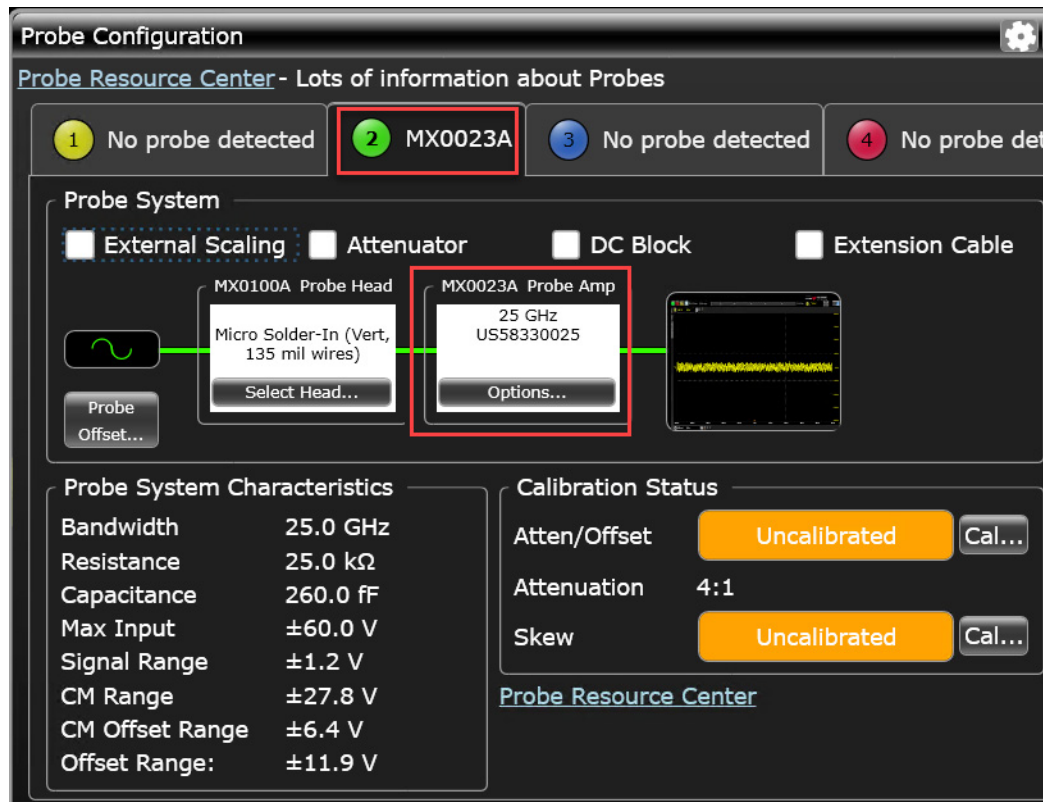 Probe Configuration
Probe Resource Center - Lots of information about Probes
1 No probe detected
2 MX0023A
3 No probe detected
4 No probe det
Probe System
External Scaling
Attenuator
DC Block
Extension Cable
MX0100A Probe Head
Micro Solder-In (Vert,
135 mil wires)
Select Head...
MX0023A Probe Amp
25 GHz
US58330025
Options...
Probe
Offset...
Probe System Characteristics
Bandwidth 25.0 GHz
Resistance 25.0 kΩ
Capacitance 260.0 fF
Max Input ±60.0 V
Signal Range ±1.2 V
CM Range ±27.8 V
CM Offset Range ±6.4 V
Offset Range: ±11.9 V
Calibration Status
Atten/Offset Uncalibrated Cal...
Attenuation 4:1
Skew Uncalibrated Cal...
Probe Resource Center